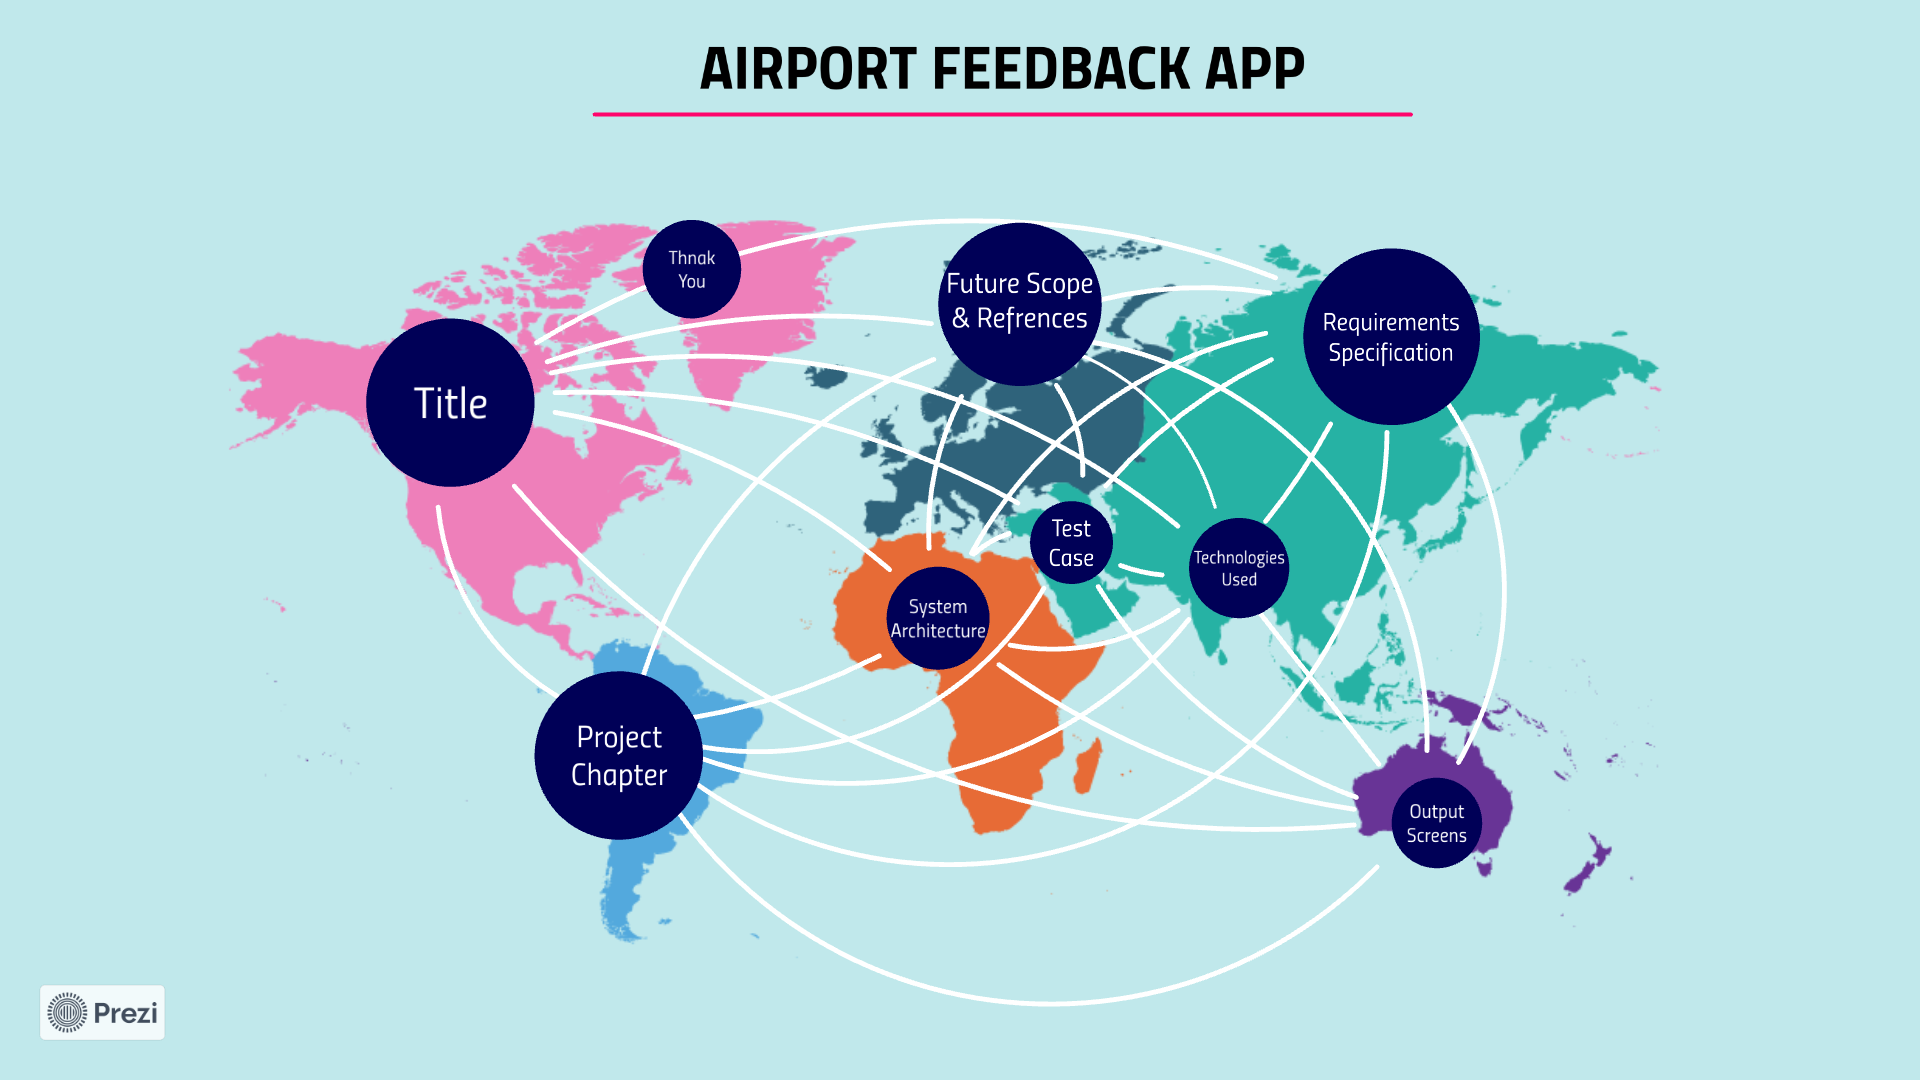 AIRPORT FEEDBACK APP
Thnak
You
Future Scope
& Refrences
Requirements
Specification
Title
Test
Case
Technologies
Used
System
Architecture
Project
Chapter
Output
Screens
Prezi